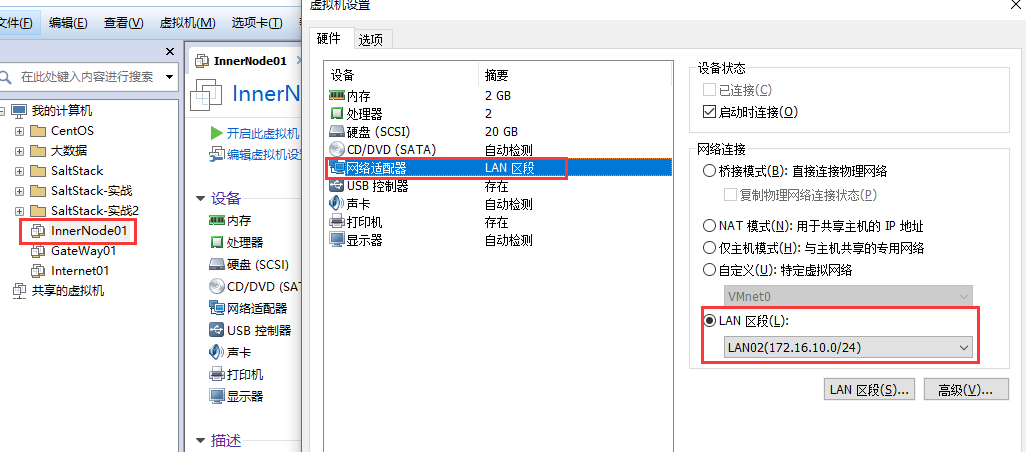 虚拟机设置
文件(F) 编辑(E) 查看(V) 虚拟机(M) 选项卡(T)
在此处键入内容进行搜索
我的计算机
CentOS
大数据
SaltStack
SaltStack-实战
SaltStack-实战2
InnerNode01
GateWay01
Internet01
共享的虚拟机
InnerNode01
InnerN
开启此虚拟机
编辑虚拟机设置
设备
内存
处理器
硬盘 (SCSI)
CD/DVD (SAT
网络适配器
USB 控制器
声卡
打印机
显示器
描述
硬件 选项
设备 摘要
内存 2 GB
处理器 2
硬盘 (SCSI) 20 GB
CD/DVD (SATA) 自动检测
网络适配器 LAN 区段
USB 控制器 存在
声卡 自动检测
打印机 存在
显示器 自动检测
设备状态
已连接(C)
启动时连接(O)
网络连接
桥接模式(B): 直接连接物理网络
复制物理网络连接状态(P)
NAT 模式(N): 用于共享主机的 IP 地址
仅主机模式(H): 与主机共享的专用网络
自定义(U): 特定虚拟网络
VMnet0
LAN 区段(L):
LAN02(172.16.10.0/24)
LAN 区段(S)... 高级(V)...